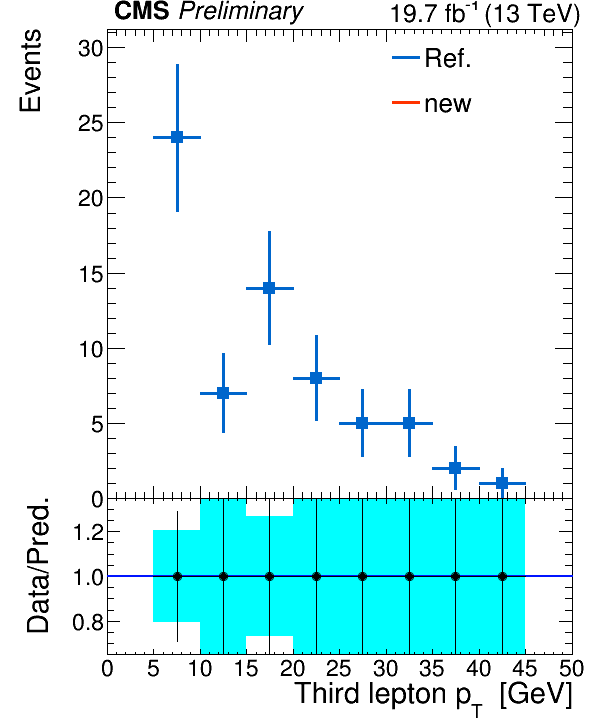 CMS Preliminary 19.7 fb⁻¹ (13 TeV)
Events
30
25
20
15
10
5
0
Ref.
new
Data/Pred.
1.2
1.0
0.8
0 5 10 15 20 25 30 35 40 45 50
Third lepton p_T [GeV]